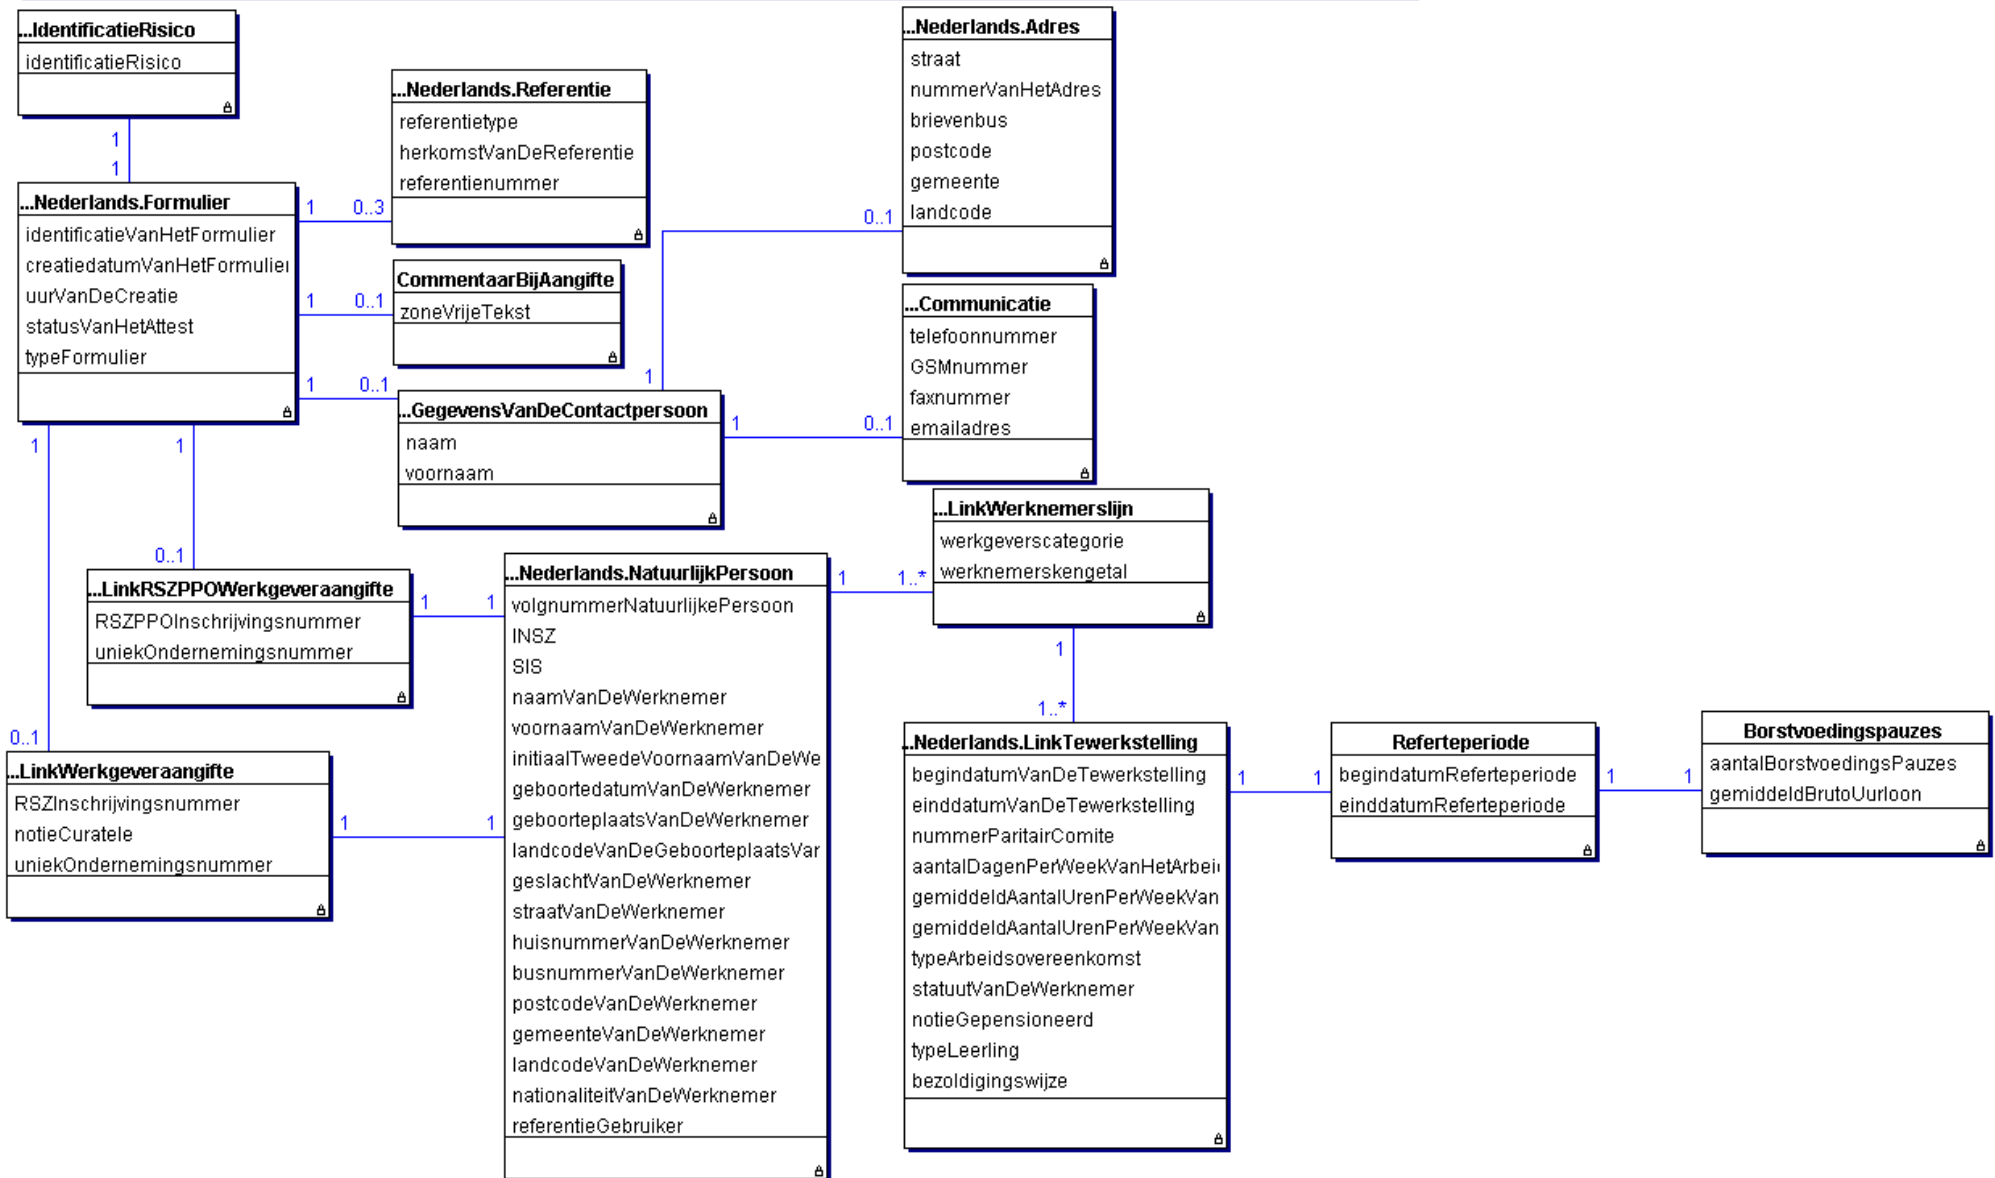 ...IdentificatieRisico
identificatieRisico
1
1
...Nederlands.Formulier
identificatieVanHetFormulier
creatiedatumVanHetFormulier
uurVanDeCreatie
statusVanHetAttest
typeFormulier
1
0..3
1
0..1
1
0..1
1
1
0..1
0..1
...Nederlands.Referentie
referentietype
herkomstVanDeReferentie
referentienummer
CommentaarBijAangifte
zoneVrijeTekst
...GegevensVanDeContactpersoon
naam
voornaam
1
0..1
1
0..1
...Nederlands.Adres
straat
nummerVanHetAdres
brievenbus
postcode
gemeente
landcode
...Communicatie
telefoonnummer
GSMnummer
faxnummer
emailadres
...LinkRSZPPOWerkgeveraangifte
RSZPPOInschrijvingsnummer
uniekOndernemingsnummer
1
1
...LinkWerkgeveraangifte
RSZInschrijvingsnummer
notieCuratele
uniekOndernemingsnummer
1
1
...Nederlands.NatuurlijkPersoon
volgnummerNatuurlijkePersoon
INSZ
SIS
naamVanDeWerknemer
voornaamVanDeWerknemer
initiaalTweedeVoornaamVanDeWe
geboortedatumVanDeWerknemer
geboorteplaatsVanDeWerknemer
landcodeVanDeGeboorteplaatsVar
geslachtVanDeWerknemer
straatVanDeWerknemer
huisnummerVanDeWerknemer
busnummerVanDeWerknemer
postcodeVanDeWerknemer
gemeenteVanDeWerknemer
landcodeVanDeWerknemer
nationaliteitVanDeWerknemer
referentieGebruiker
1
1..*
...LinkWerknemerslijn
werkgeverscategorie
werknemerskengetal
1
1..*
...Nederlands.LinkTewerkstelling
begindatumVanDeTewerkstelling
einddatumVanDeTewerkstelling
nummerParitairComite
aantalDagenPerWeekVanHetArbei
gemiddeldAantalUrenPerWeekVan
gemiddeldAantalUrenPerWeekVan
typeArbeidsovereenkomst
statuutVanDeWerknemer
notieGepensioneerd
typeLeerling
bezoldigingswijze
1
1
Referteperiode
begindatumReferteperiode
einddatumReferteperiode
1
1
Borstvoedingspauzes
aantalBorstvoedingsPauzes
gemiddeldBrutoUurloon